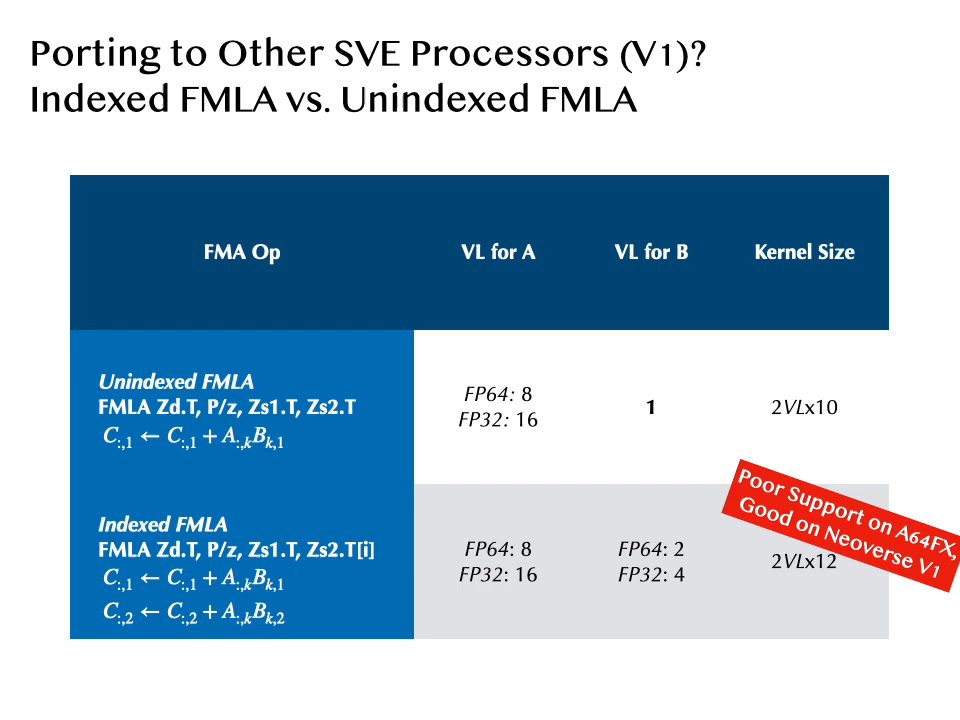 Porting to Other SVE Processors (V1)?
Indexed FMLA vs. Unindexed FMLA
FMA Op
VL for A
VL for B
Kernel Size
Unindexed FMLA
FMLA Zd.T, P/z, Zs1.T, Zs2.T
C:,1 ← C:,1 + A:,kBk,1
FP64: 8
FP32: 16
1
2VLx10
Indexed FMLA
FMLA Zd.T, P/z, Zs1.T, Zs2.T[i]
C:,1 ← C:,1 + A:,kBk,1
C:,2 ← C:,2 + A:,kBk,2
FP64: 8
FP32: 16
FP64: 2
FP32: 4
2VLx12
Poor Support on A64FX,
Good on Neoverse V1